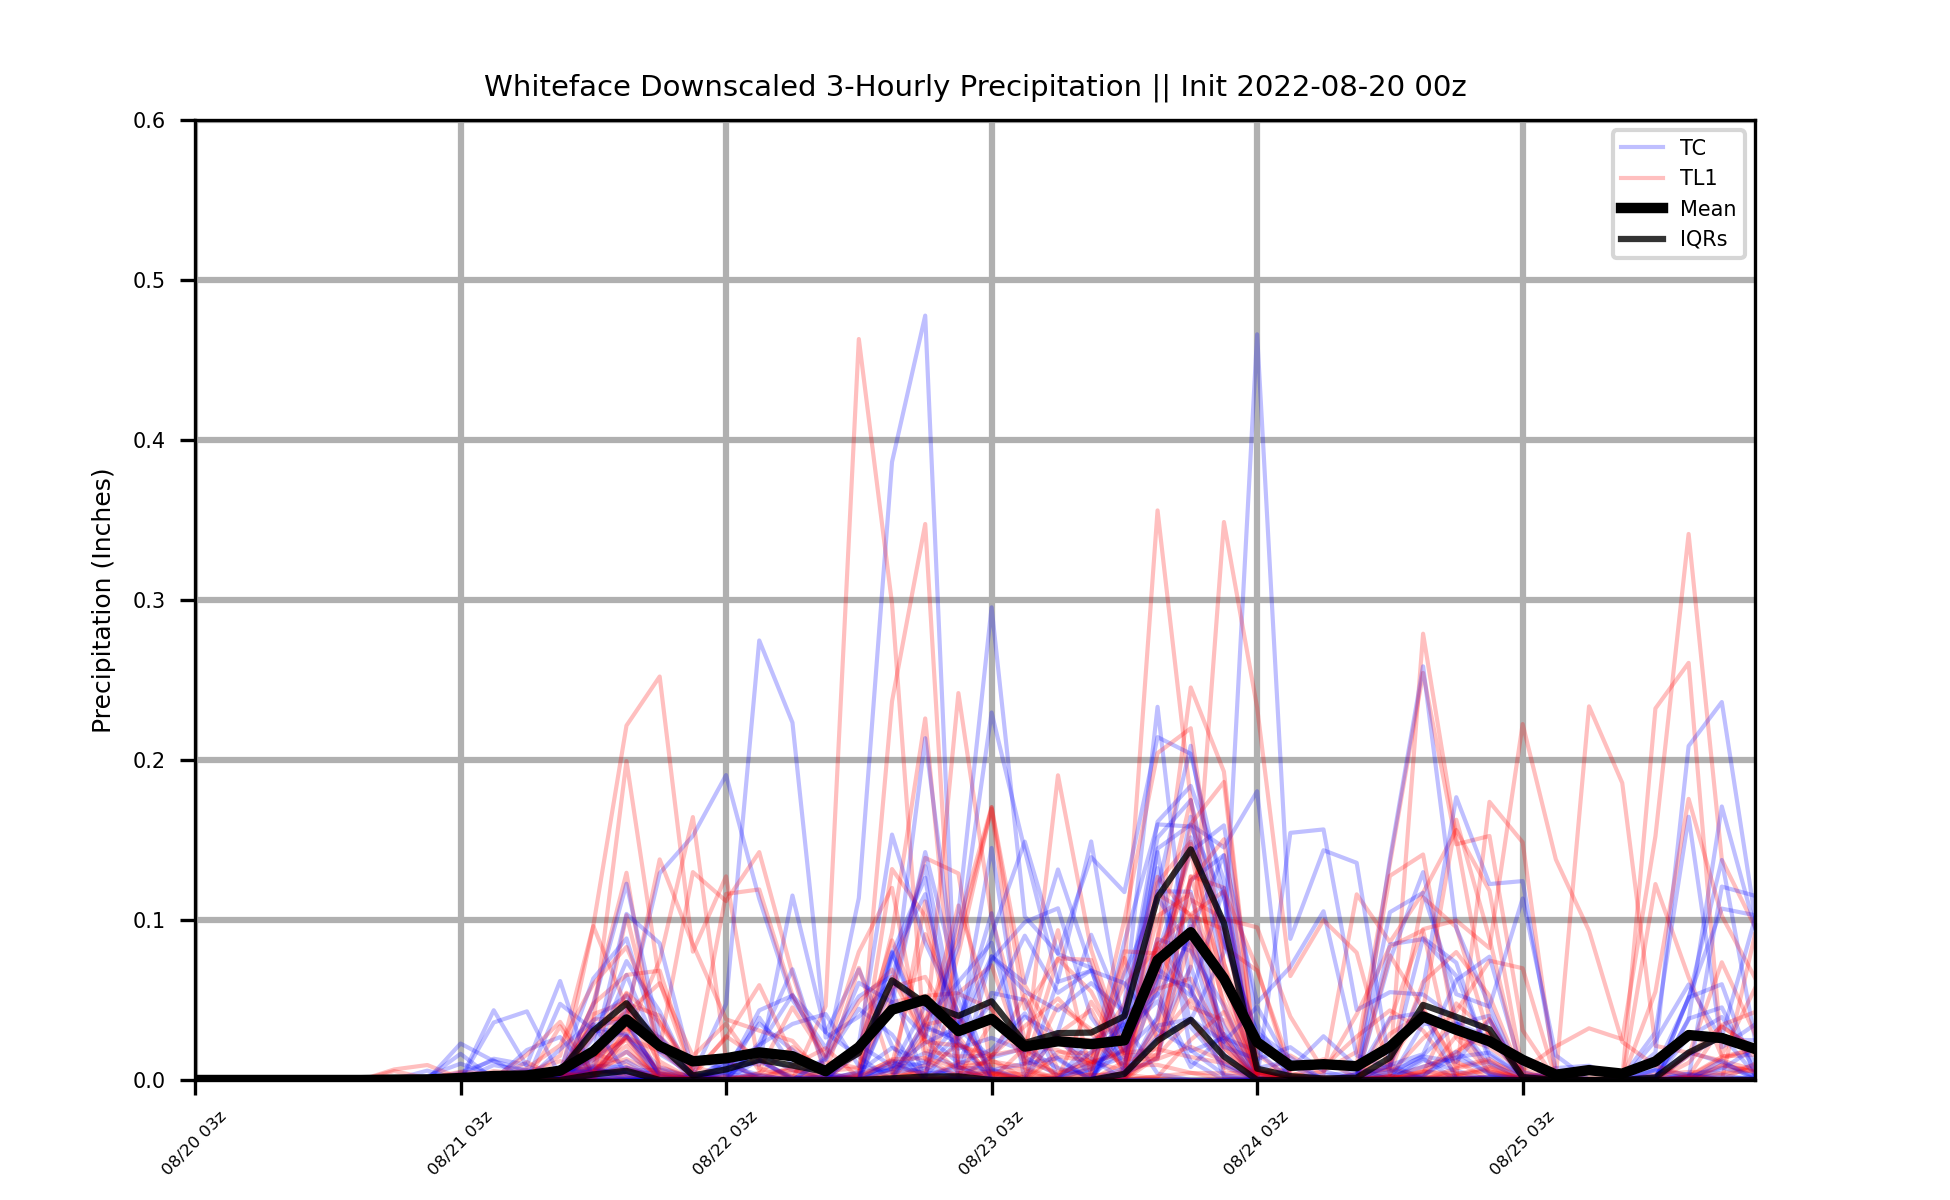 Whiteface Downscaled 3-Hourly Precipitation || Init 2022-08-20 00z
TC
TL1
Mean
IQRs
Precipitation (Inches)
0.6
0.5
0.4
0.3
0.2
0.1
0.0
08/20 03z
08/21 03z
08/22 03z
08/23 03z
08/24 03z
08/25 03z